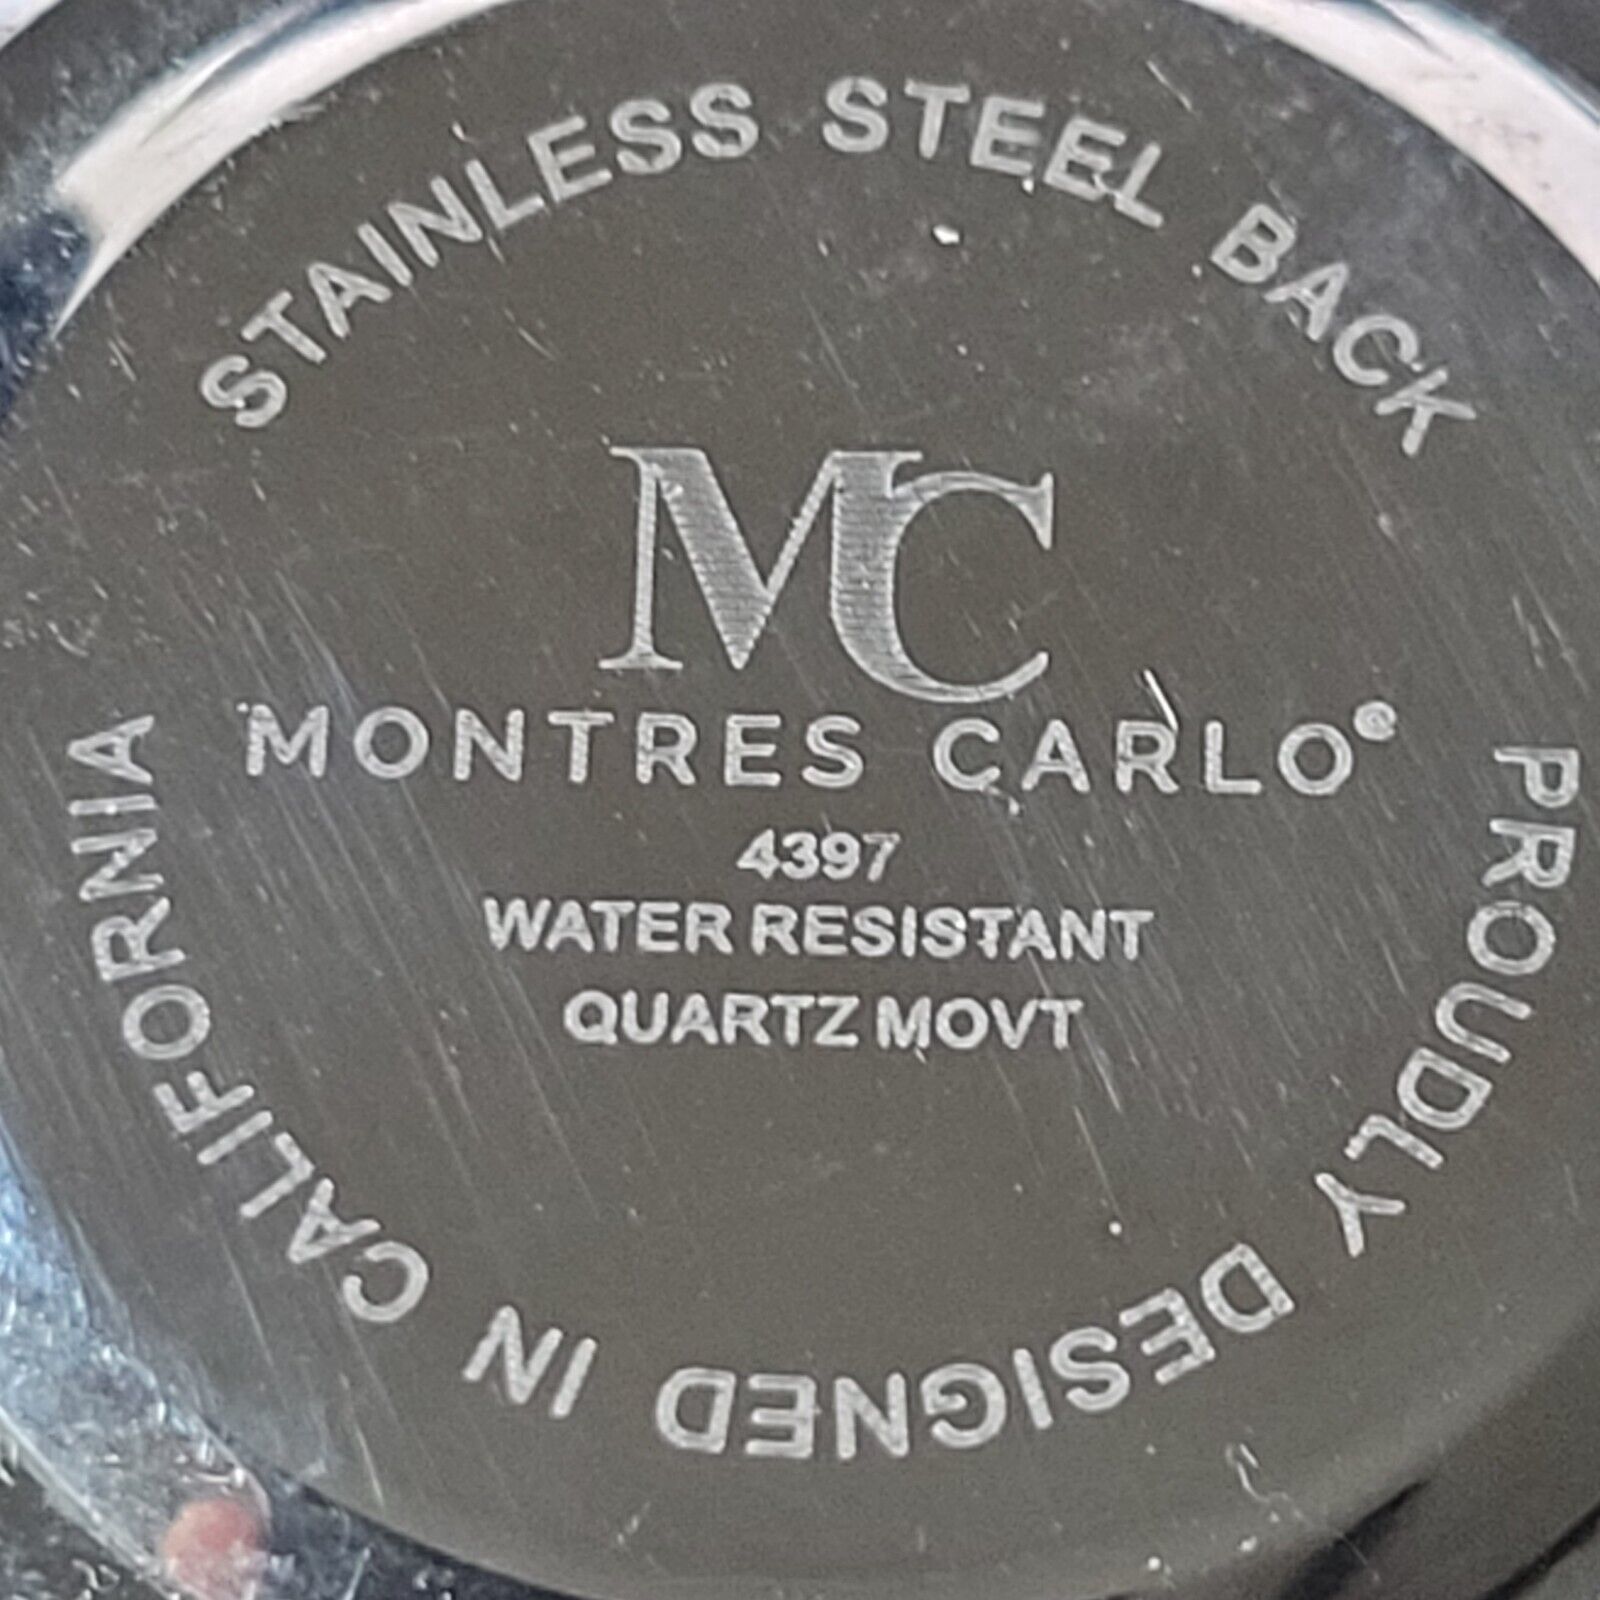 STAINLESS STEEL BACK
MC
MONTRES CARLO
4397
WATER RESISTANT
QUARTZ MOVT
PROUDLY DESIGNED IN CALIFORNIA